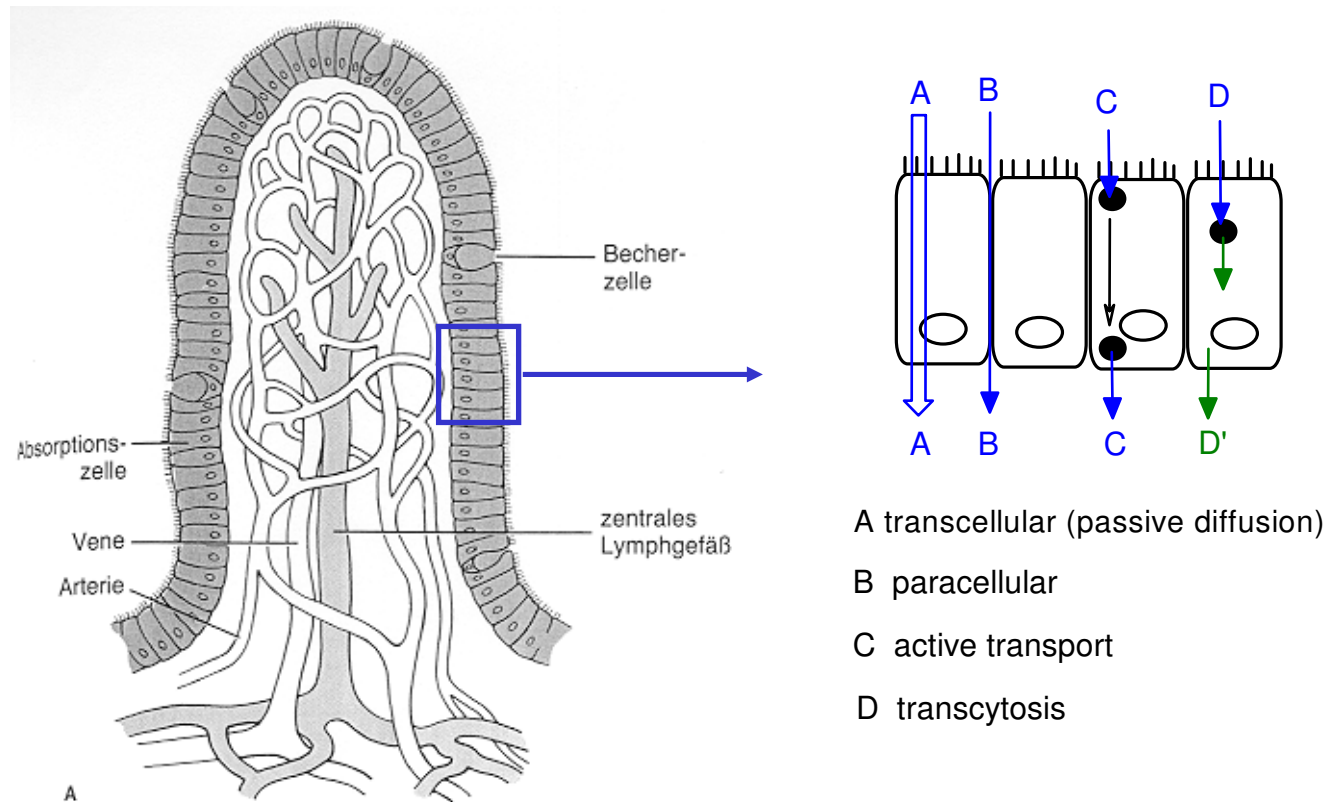 Becher-
zelle
Absorptions-
zelle
Vene
Arterie
zentrales
Lymphgefäß
A
A
B
C
D
A
B
C
D'
A transcellular (passive diffusion)
B paracellular
C active transport
D transcytosis